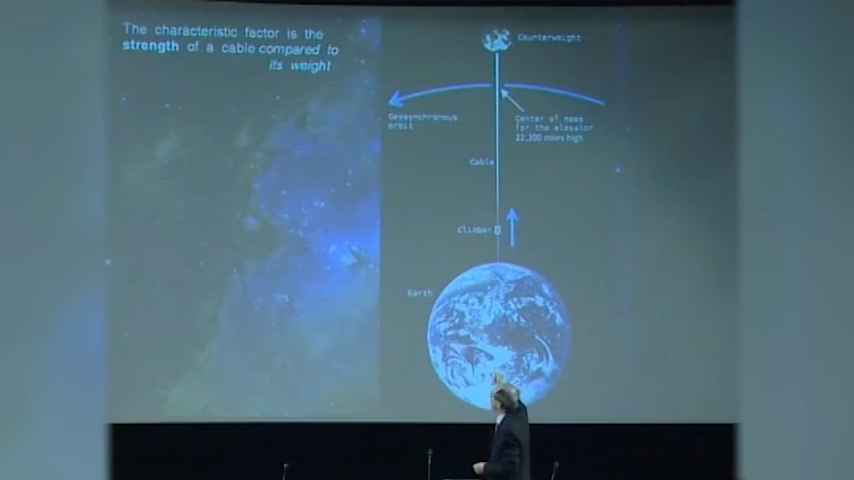 The characteristic factor is the
strength of a cable compared to
its weight
Counterweight
Geosynchronous
orbit
Center of mass
for the elevator
22,300 miles high
Cable
Climber
Earth